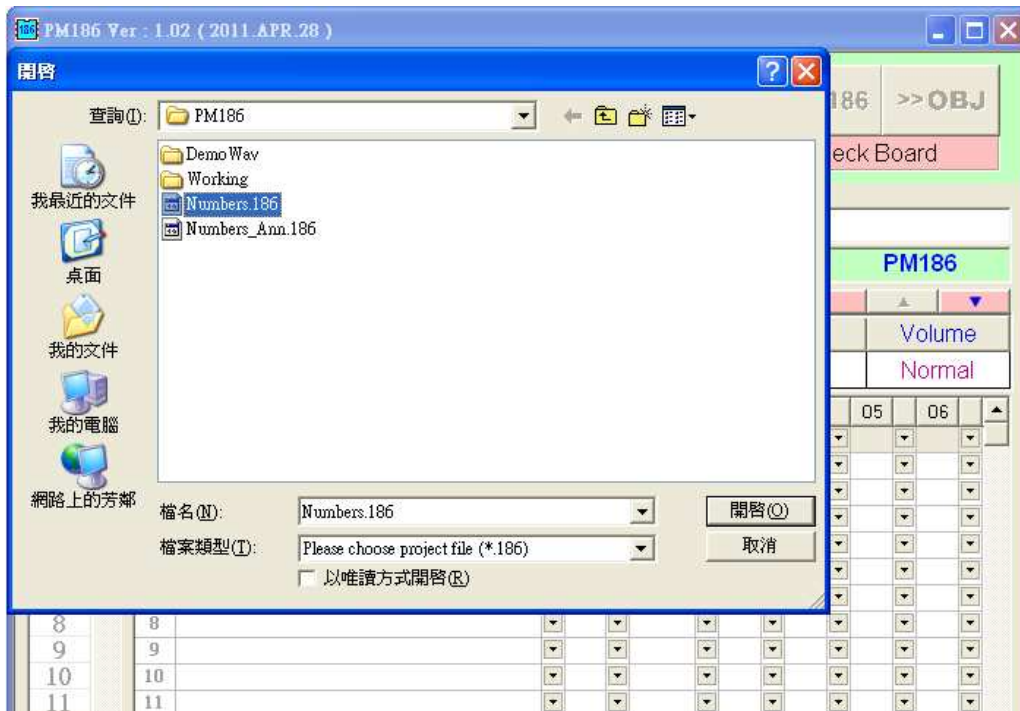 PM186 Ver : 1.02 ( 2011.APR.28 )
開啓
查詢(I):
PM186
186
>>OBJ
eck Board
我最近的文件
桌面
我的文件
我的電腦
網路上的芳鄰
DemoWav
Working
Numbers.186
Numbers_Ann.186
PM186
Volume
Normal
05
06
檔名(N):
Numbers.186
開啓(O)
檔案類型(T):
Please choose project file (*.186)
取消
以唯讀方式開啓(R)
8 8
9 9
10 10
11 11